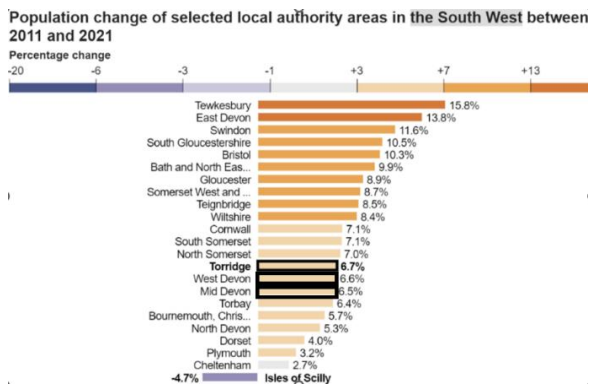 Population change of selected local authority areas in the South West between
2011 and 2021
Percentage change
-20 -6 -3 -1 +3 +7 +13
Tewkesbury 15.8%
East Devon 13.8%
Swindon 11.6%
South Gloucestershire 10.5%
Bristol 10.3%
Bath and North Eas... 9.9%
Gloucester 8.9%
Somerset West and ... 8.7%
Teignbridge 8.5%
Wiltshire 8.4%
Cornwall 7.1%
South Somerset 7.1%
North Somerset 7.0%
Torridge 6.7%
West Devon 6.6%
Mid Devon 6.5%
Torbay 6.4%
Bournemouth, Chris... 5.7%
North Devon 5.3%
Dorset 4.0%
Plymouth 3.2%
Cheltenham 2.7%
-4.7% Isles of Scilly